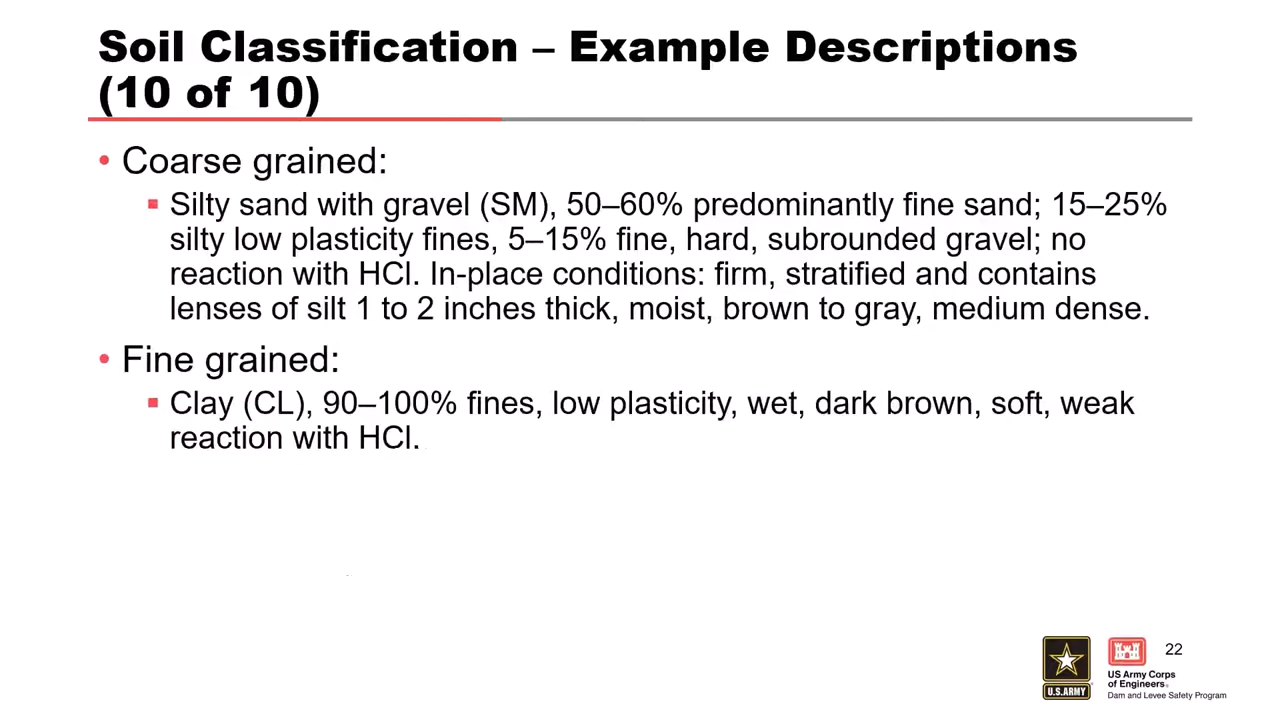 Soil Classification – Example Descriptions
(10 of 10)
• Coarse grained:
▪ Silty sand with gravel (SM), 50–60% predominantly fine sand; 15–25%
silty low plasticity fines, 5–15% fine, hard, subrounded gravel; no
reaction with HCl. In-place conditions: firm, stratified and contains
lenses of silt 1 to 2 inches thick, moist, brown to gray, medium dense.
• Fine grained:
▪ Clay (CL), 90–100% fines, low plasticity, wet, dark brown, soft, weak
reaction with HCl.
22
U.S.ARMY
US Army Corps
of Engineers®
Dam and Levee Safety Program